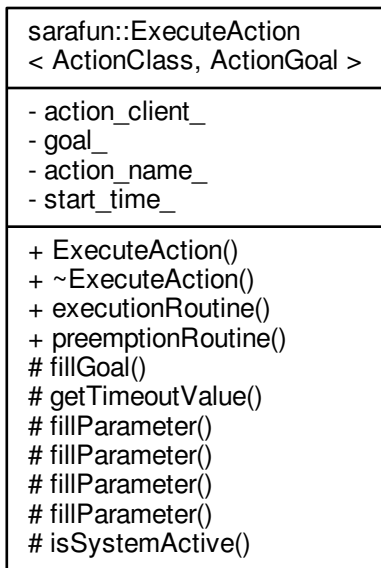 sarafun::ExecuteAction
< ActionClass, ActionGoal >
- action_client_
- goal_
- action_name_
- start_time_
+ ExecuteAction()
+ ~ExecuteAction()
+ executionRoutine()
+ preemptionRoutine()
# fillGoal()
# getTimeoutValue()
# fillParameter()
# fillParameter()
# fillParameter()
# fillParameter()
# isSystemActive()